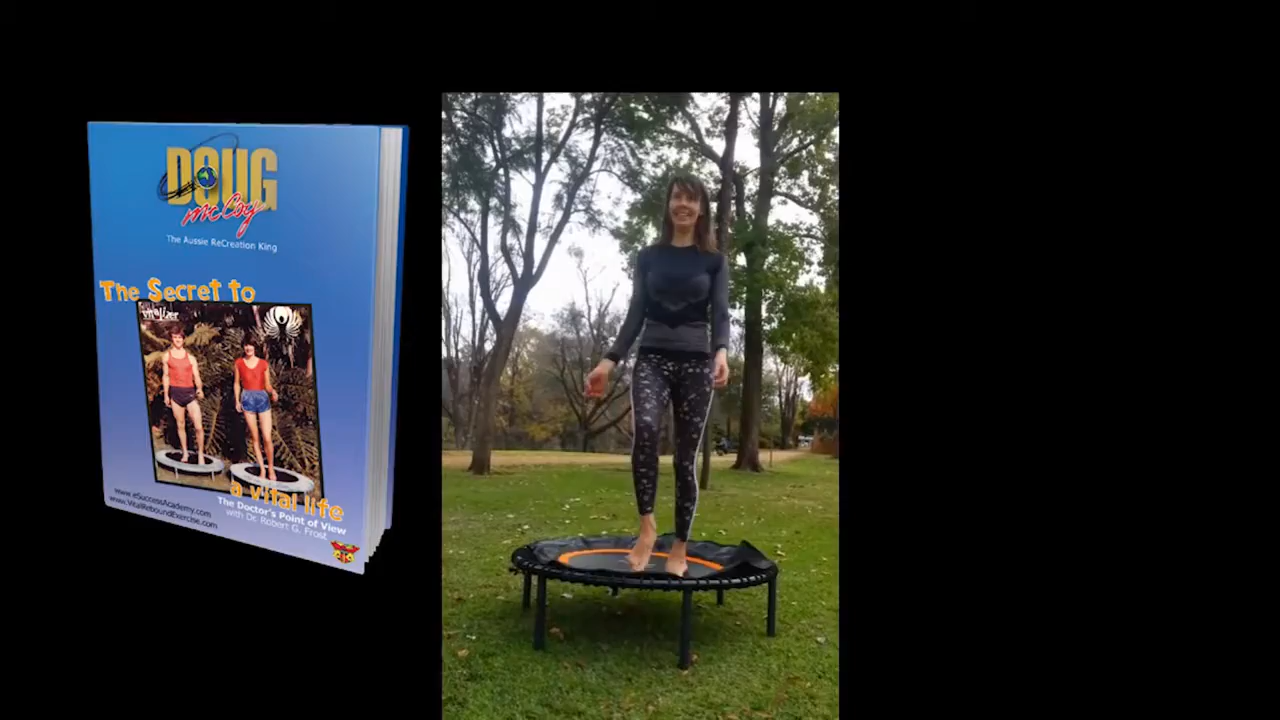 DOUG
McCoy
The Aussie ReCreation King
The Secret to
Vitalizer
a vital life
The Doctor's Point of View
with Dr. Robert G. Frost
www.eSuccessAcademy.com
www.VitalReboundExercise.com